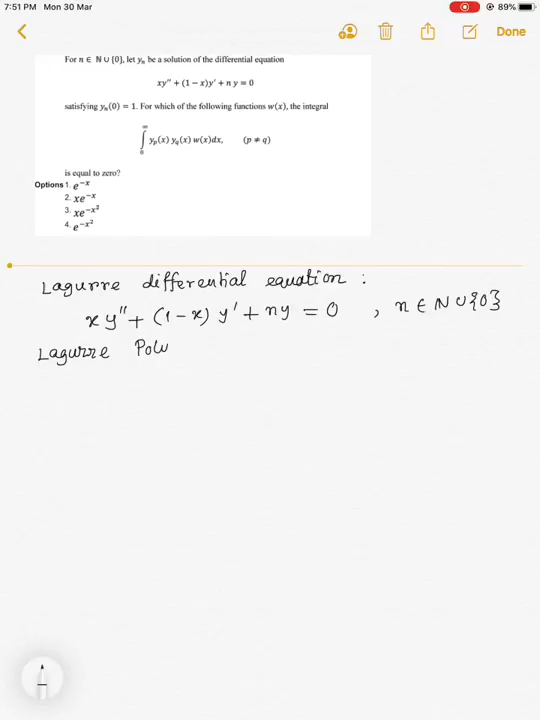 7:51 PM Mon 30 Mar
89%
Done
For n ∈ ℕ ∪ {0}, let yₙ be a solution of the differential equation
xy″ + (1 − x)y′ + n y = 0
satisfying yₙ(0) = 1. For which of the following functions w(x), the integral
∫₀^∞ yₚ(x) y_q(x) w(x)dx, (p ≠ q)
is equal to zero?
Options 1. e^{−x}
2. xe^{−x}
3. xe^{−x²}
4. e^{−x²}
Lagurre differential equation :
x y″ + (1 − x) y′ + ny = 0 , n ∈ N ∪ {0}
Lagurre Poly